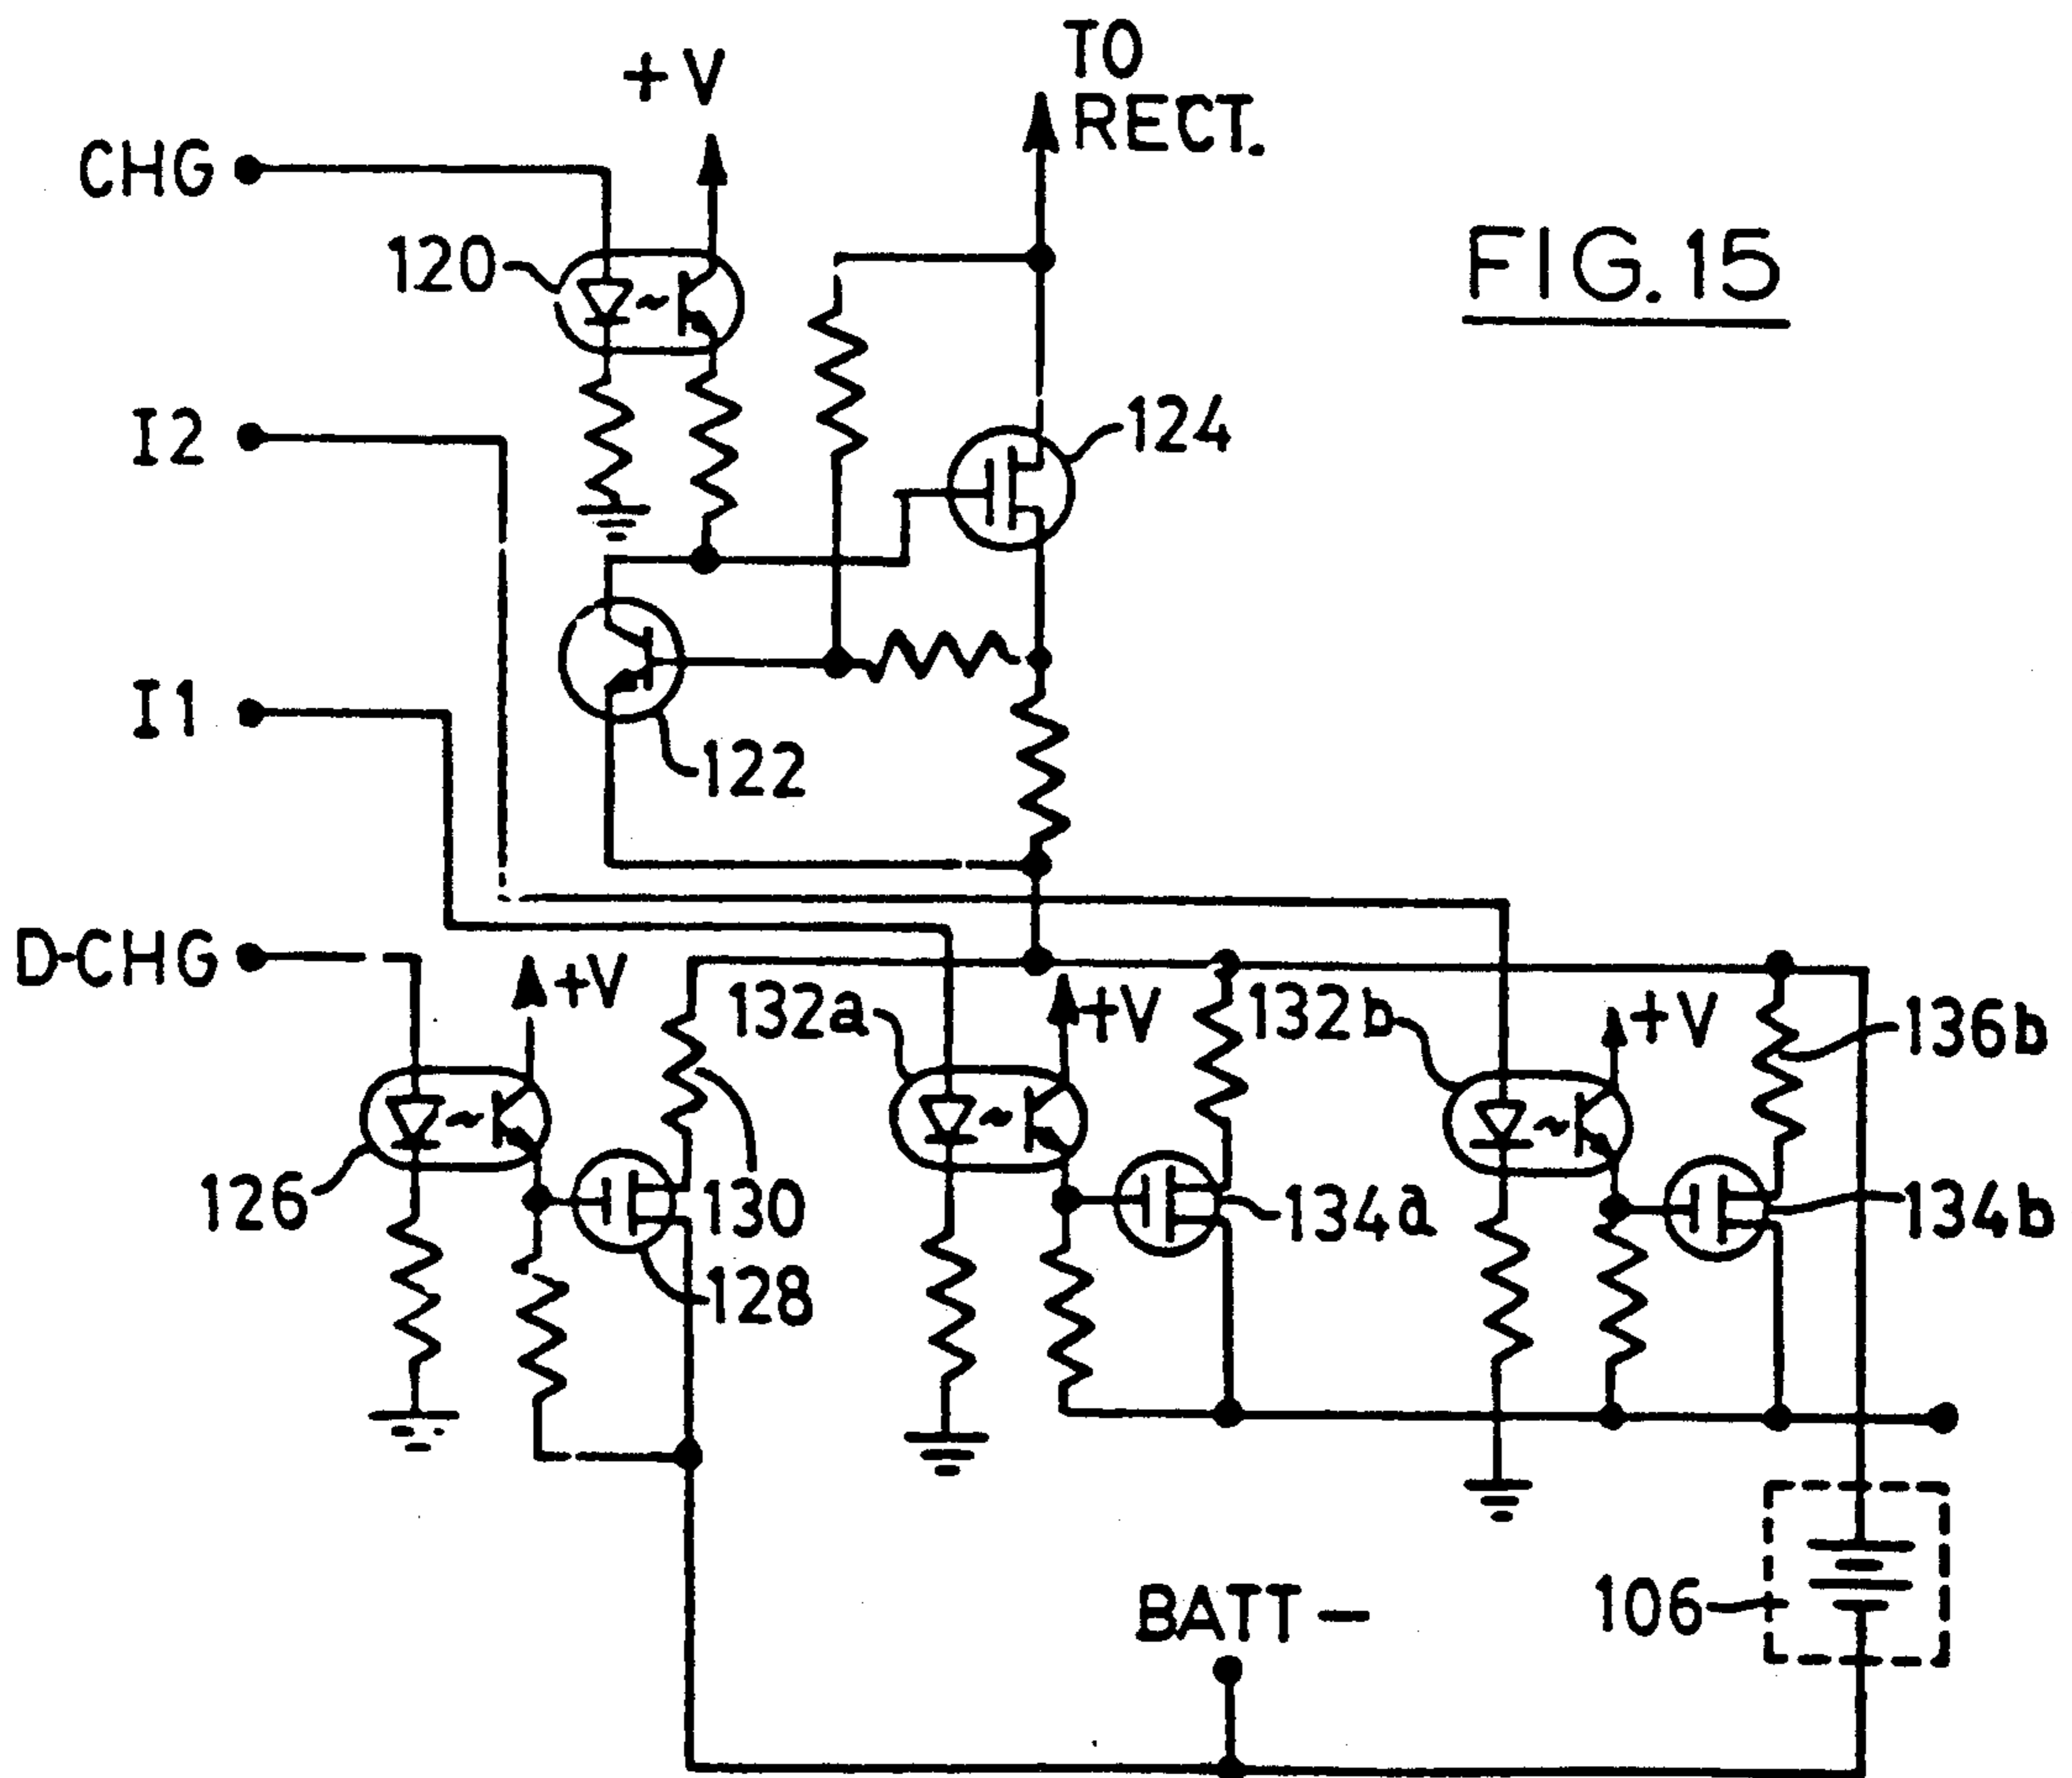 TO
RECT.
+V
CHG
120
FIG.15
I2
124
I1
122
D-CHG
+V
132a
+V
132b
+V
136b
126
130
134a
134b
128
BATT –
106